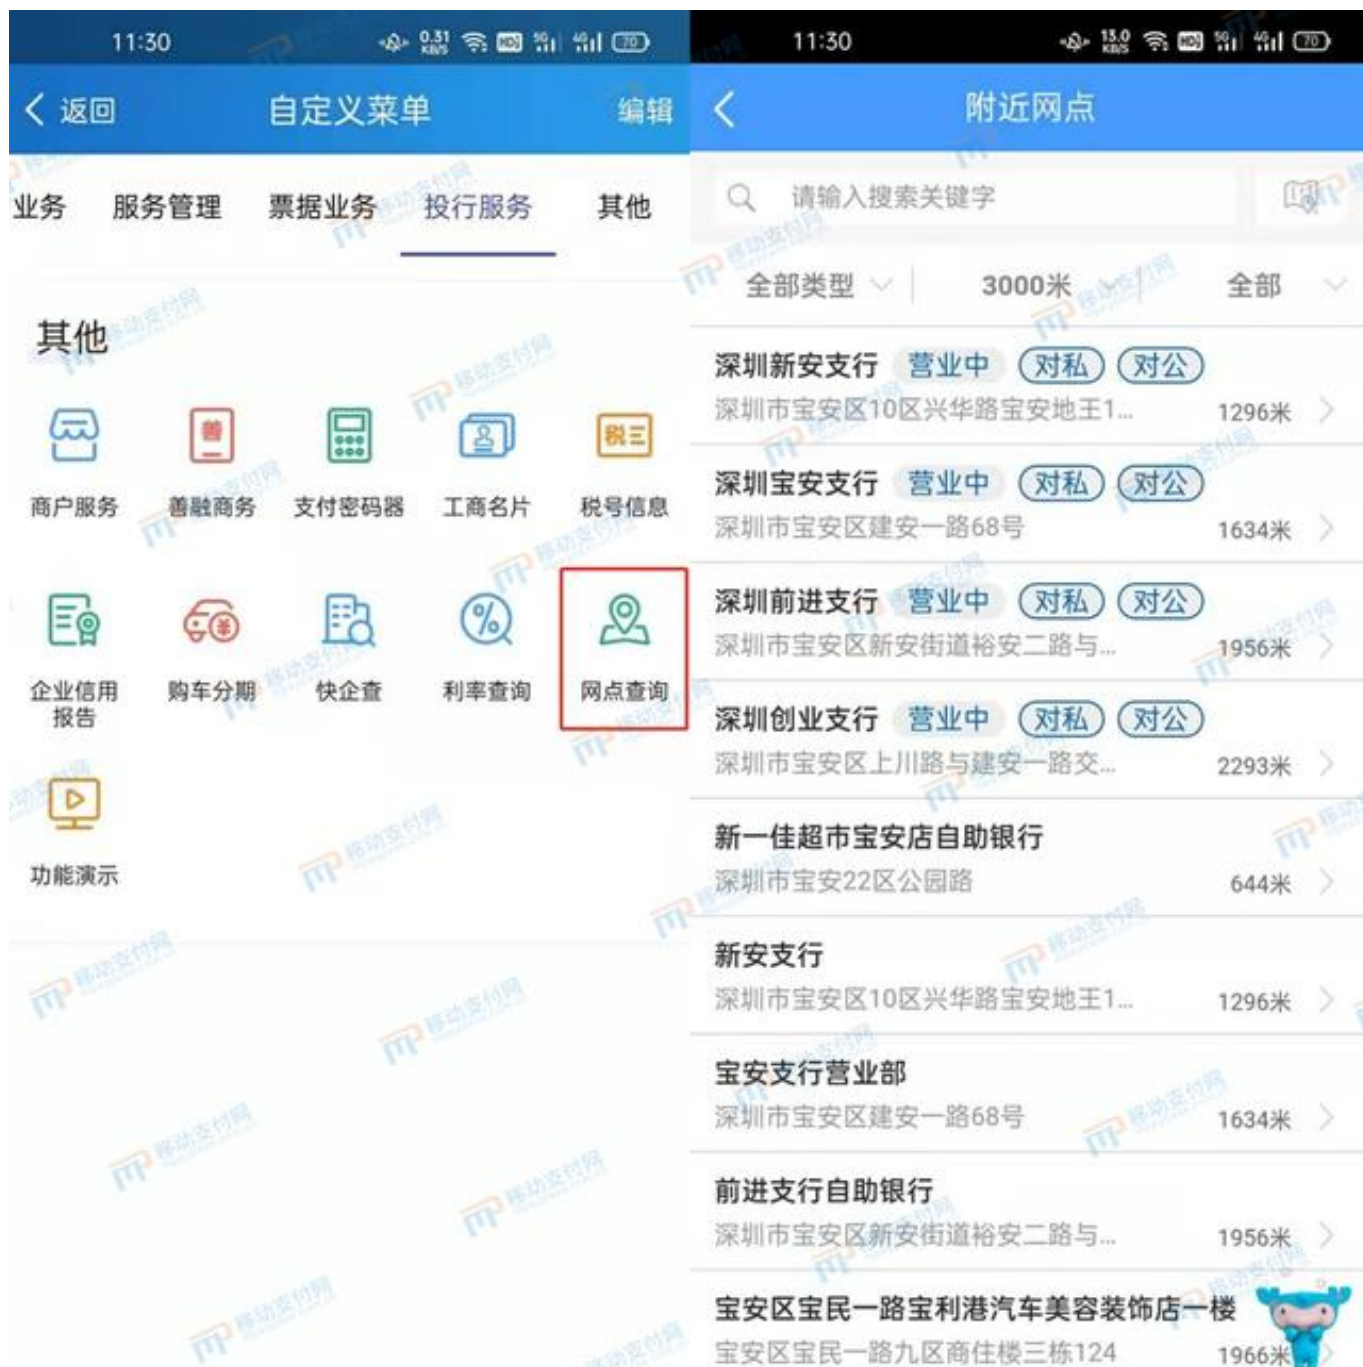 11:30
0.31 KB/S HD 5G 4G 70
返回
自定义菜单
编辑
业务
服务管理
票据业务
投行服务
其他
其他
商户服务
善融商务
支付密码器
工商名片
税号信息
企业信用
报告
购车分期
快企查
利率查询
网点查询
功能演示
11:30
13.0 KB/S HD 5G 4G 70
附近网点
请输入搜索关键字
全部类型
3000米
全部
深圳新安支行 营业中 对私 对公
深圳市宝安区10区兴华路宝安地王1... 1296米
深圳宝安支行 营业中 对私 对公
深圳市宝安区建安一路68号 1634米
深圳前进支行 营业中 对私 对公
深圳市宝安区新安街道裕安二路与... 1956米
深圳创业支行 营业中 对私 对公
深圳市宝安区上川路与建安一路交... 2293米
新一佳超市宝安店自助银行
深圳市宝安22区公园路 644米
新安支行
深圳市宝安区10区兴华路宝安地王1... 1296米
宝安支行营业部
深圳市宝安区建安一路68号 1634米
前进支行自助银行
深圳市宝安区新安街道裕安二路与... 1956米
宝安区宝民一路宝利港汽车美容装饰店一楼
宝安区宝民一路九区商住楼三栋124 1966米
移动支付网